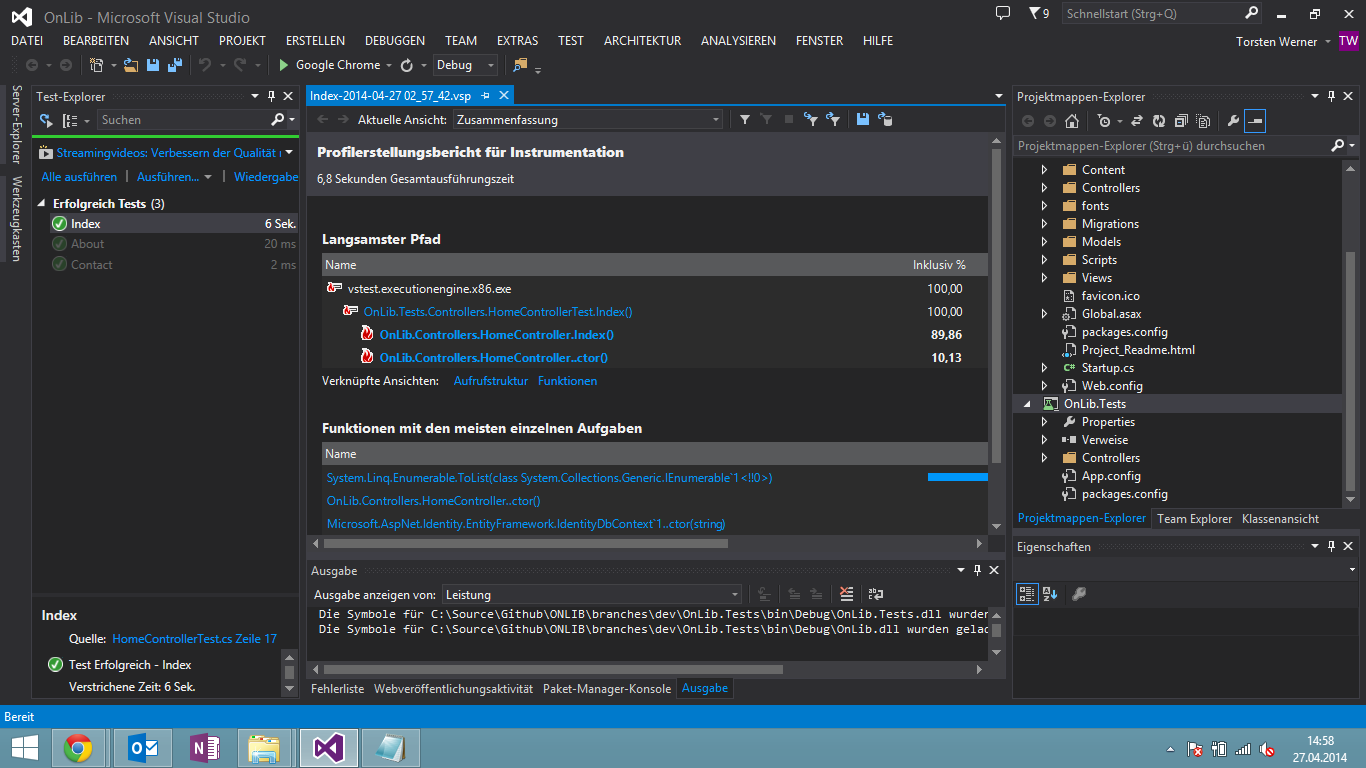 OnLib - Microsoft Visual Studio
9
Schnellstart (Strg+Q)
DATEI BEARBEITEN ANSICHT PROJEKT ERSTELLEN DEBUGGEN TEAM EXTRAS TEST ARCHITEKTUR ANALYSIEREN FENSTER HILFE
Torsten Werner TW
Google Chrome Debug
Server-Explorer
Werkzeugkasten
Test-Explorer
Suchen
Streamingvideos: Verbessern der Qualität
Alle ausführen | Ausführen... | Wiedergabe
Erfolgreich Tests (3)
Index 6 Sek.
About 20 ms
Contact 2 ms
Index
Quelle: HomeControllerTest.cs Zeile 17
Test Erfolgreich - Index
Verstrichene Zeit: 6 Sek.
Index-2014-04-27 02_57_42.vsp
Aktuelle Ansicht: Zusammenfassung
Profilerstellungsbericht für Instrumentation
6,8 Sekunden Gesamtausführungszeit
Langsamster Pfad
Name Inklusiv %
vstest.executionengine.x86.exe 100,00
OnLib.Tests.Controllers.HomeControllerTest.Index() 100,00
OnLib.Controllers.HomeController.Index() 89,86
OnLib.Controllers.HomeController..ctor() 10,13
Verknüpfte Ansichten: Aufrufstruktur Funktionen
Funktionen mit den meisten einzelnen Aufgaben
Name
System.Linq.Enumerable.ToList(class System.Collections.Generic.IEnumerable`1<!!0>)
OnLib.Controllers.HomeController..ctor()
Microsoft.AspNet.Identity.EntityFramework.IdentityDbContext`1..ctor(string)
Ausgabe
Ausgabe anzeigen von: Leistung
Die Symbole für C:\Source\Github\ONLIB\branches\dev\OnLib.Tests\bin\Debug\OnLib.Tests.dll wurden
Die Symbole für C:\Source\Github\ONLIB\branches\dev\OnLib.Tests\bin\Debug\OnLib.dll wurden gelad
Fehlerliste Webveröffentlichungsaktivität Paket-Manager-Konsole Ausgabe
Projektmappen-Explorer
Projektmappen-Explorer (Strg+ü) durchsuchen
Content
Controllers
fonts
Migrations
Models
Scripts
Views
favicon.ico
Global.asax
packages.config
Project_Readme.html
Startup.cs
Web.config
OnLib.Tests
Properties
Verweise
Controllers
App.config
packages.config
Projektmappen-Explorer Team Explorer Klassenansicht
Eigenschaften
Bereit
14:58
27.04.2014